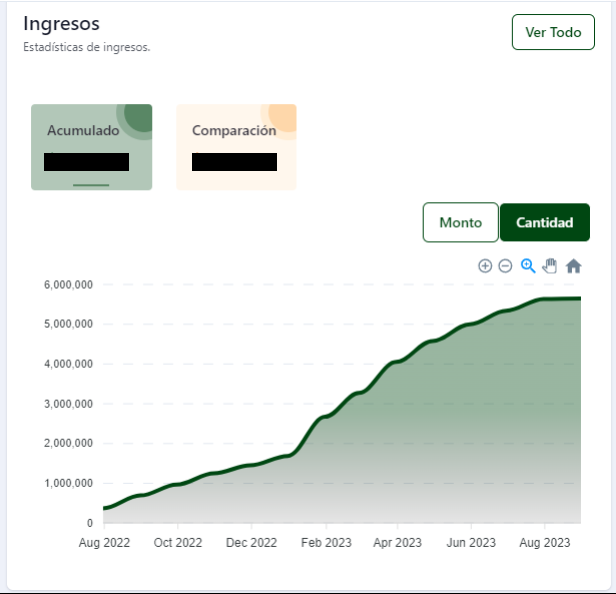 Ingresos
Ver Todo
Estadísticas de ingresos.
Acumulado
Comparación
Monto
Cantidad
6,000,000
5,000,000
4,000,000
3,000,000
2,000,000
1,000,000
0
Aug 2022 Oct 2022 Dec 2022 Feb 2023 Apr 2023 Jun 2023 Aug 2023